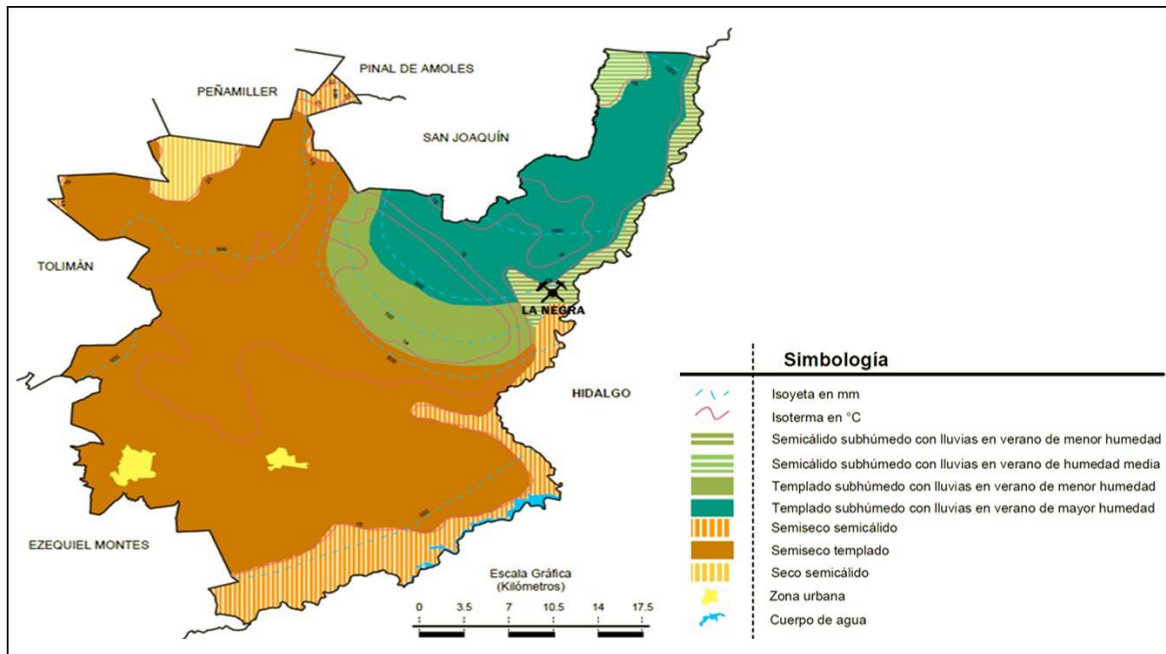 PINAL DE AMOLES
PEÑAMILLER
SAN JOAQUÍN
TOLIMÁN
LA NEGRA
HIDALGO
EZEQUIEL MONTES
Escala Gráfica
(Kilómetros)
0 3.5 7 10.5 14 17.5
Simbología
Isoyeta en mm
Isoterma en °C
Semicálido subhúmedo con lluvias en verano de menor humedad
Semicálido subhúmedo con lluvias en verano de humedad media
Templado subhúmedo con lluvias en verano de menor humedad
Templado subhúmedo con lluvias en verano de mayor humedad
Semiseco semicálido
Semiseco templado
Seco semicálido
Zona urbana
Cuerpo de agua